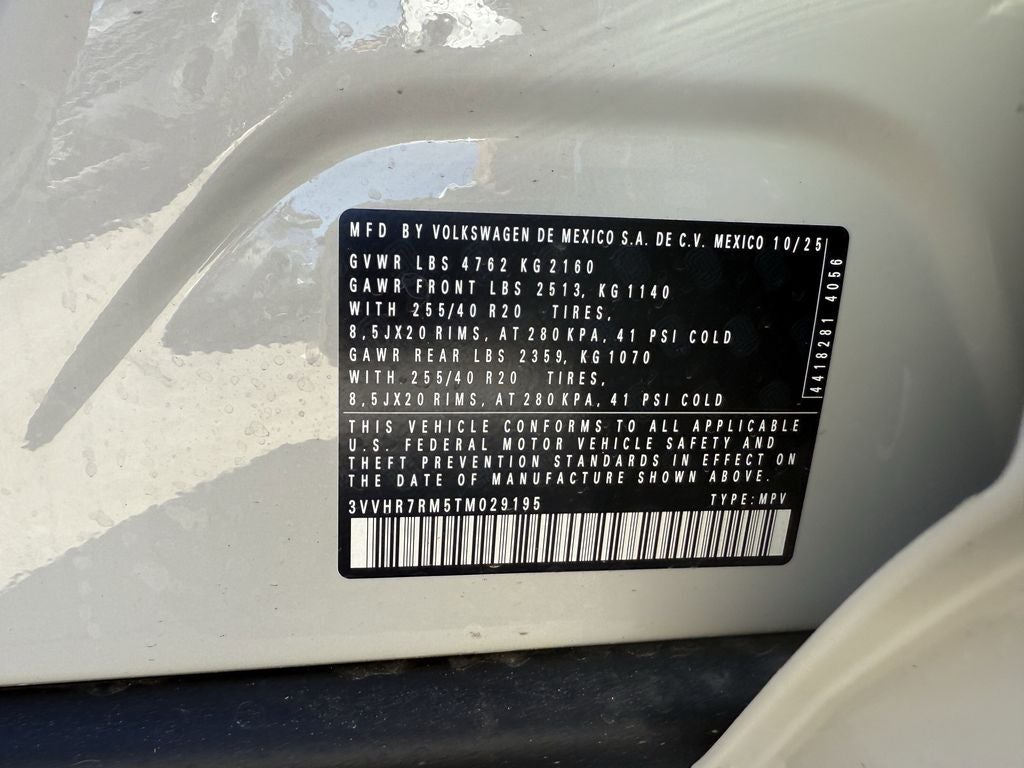 MFD BY VOLKSWAGEN DE MEXICO S.A. DE C.V. MEXICO 10/25
GVWR LBS 4762 KG 2160
GAWR FRONT LBS 2513, KG 1140
WITH 255/40 R20 TIRES,
8,5JX20 RIMS, AT 280 KPA, 41 PSI COLD
GAWR REAR LBS 2359, KG 1070
WITH 255/40 R20 TIRES,
8,5JX20 RIMS, AT 280 KPA, 41 PSI COLD
4418281 4056
THIS VEHICLE CONFORMS TO ALL APPLICABLE
U.S. FEDERAL MOTOR VEHICLE SAFETY AND
THEFT PREVENTION STANDARDS IN EFFECT ON
THE DATE OF MANUFACTURE SHOWN ABOVE.
3VVHR7RM5TM029195 TYPE: MPV